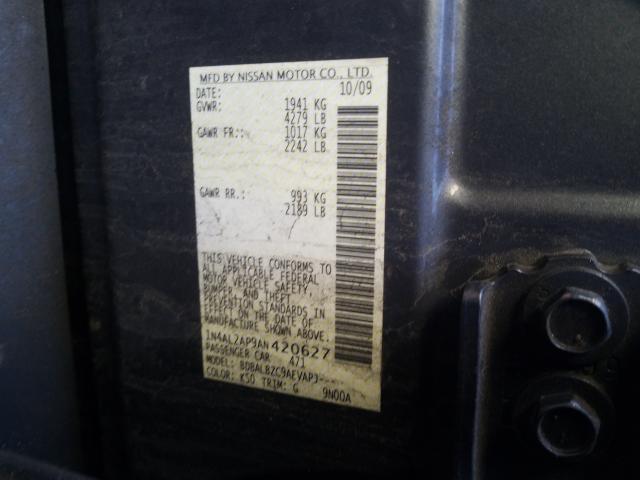 MFD BY NISSAN MOTOR CO., LTD.
DATE: 10/09
GVWR: 1941 KG
4279 LB
GAWR FR.: 1017 KG
2242 LB
GAWR RR.: 993 KG
2189 LB
THIS VEHICLE CONFORMS TO
ALL APPLICABLE FEDERAL
MOTOR VEHICLE SAFETY,
BUMPER, AND THEFT
PREVENTION STANDARDS IN
EFFECT ON THE DATE OF
MANUFACTURE SHOWN ABOVE.
1N4AL2AP9AN420627
PASSENGER CAR 471
MODEL: BDBALBZC9AEVAPJ----
COLOR: K50 TRIM: G 9N00A